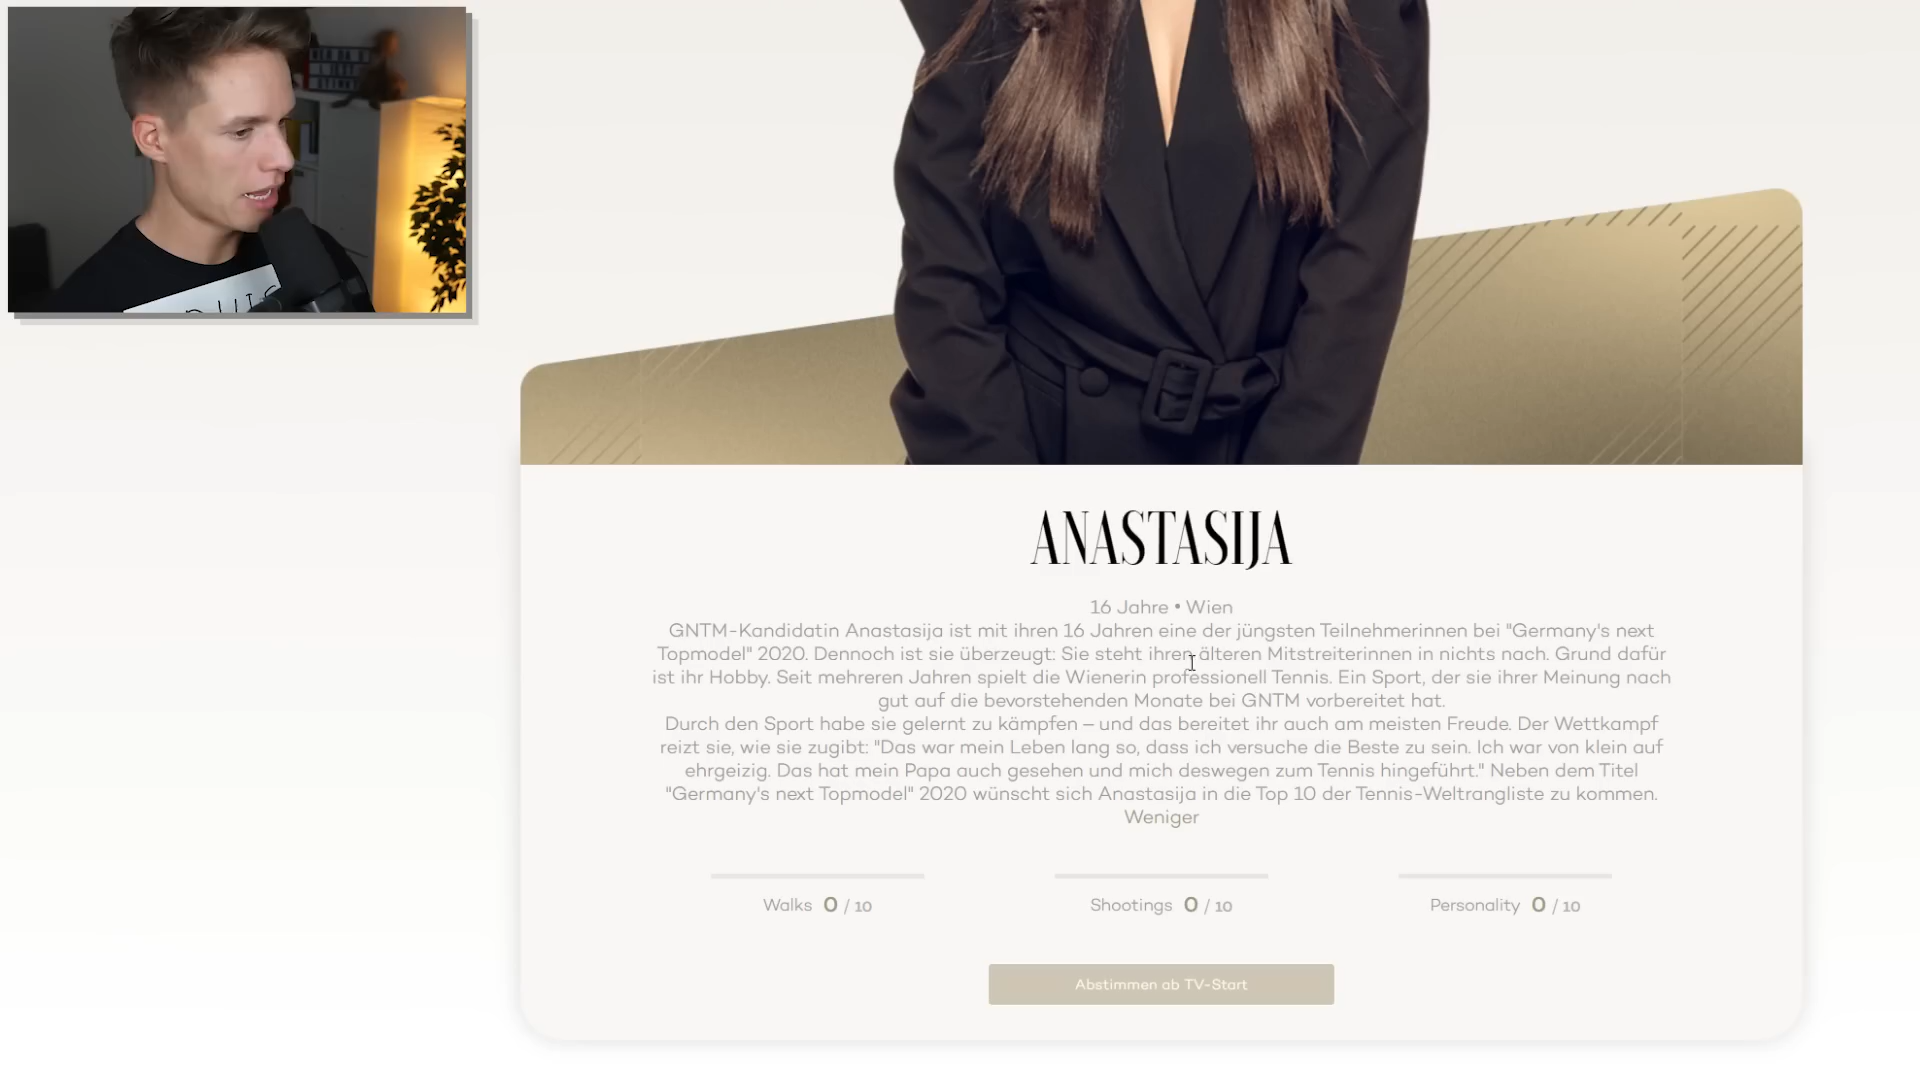 ANASTASIJA
16 Jahre • Wien
GNTM-Kandidatin Anastasija ist mit ihren 16 Jahren eine der jüngsten Teilnehmerinnen bei "Germany's next
Topmodel" 2020. Dennoch ist sie überzeugt: Sie steht ihren älteren Mitstreiterinnen in nichts nach. Grund dafür
ist ihr Hobby. Seit mehreren Jahren spielt die Wienerin professionell Tennis. Ein Sport, der sie ihrer Meinung nach
gut auf die bevorstehenden Monate bei GNTM vorbereitet hat.
Durch den Sport habe sie gelernt zu kämpfen – und das bereitet ihr auch am meisten Freude. Der Wettkampf
reizt sie, wie sie zugibt: "Das war mein Leben lang so, dass ich versuche die Beste zu sein. Ich war von klein auf
ehrgeizig. Das hat mein Papa auch gesehen und mich deswegen zum Tennis hingeführt." Neben dem Titel
"Germany's next Topmodel" 2020 wünscht sich Anastasija in die Top 10 der Tennis-Weltrangliste zu kommen.
Weniger
Walks 0 / 10
Shootings 0 / 10
Personality 0 / 10
Abstimmen ab TV-Start